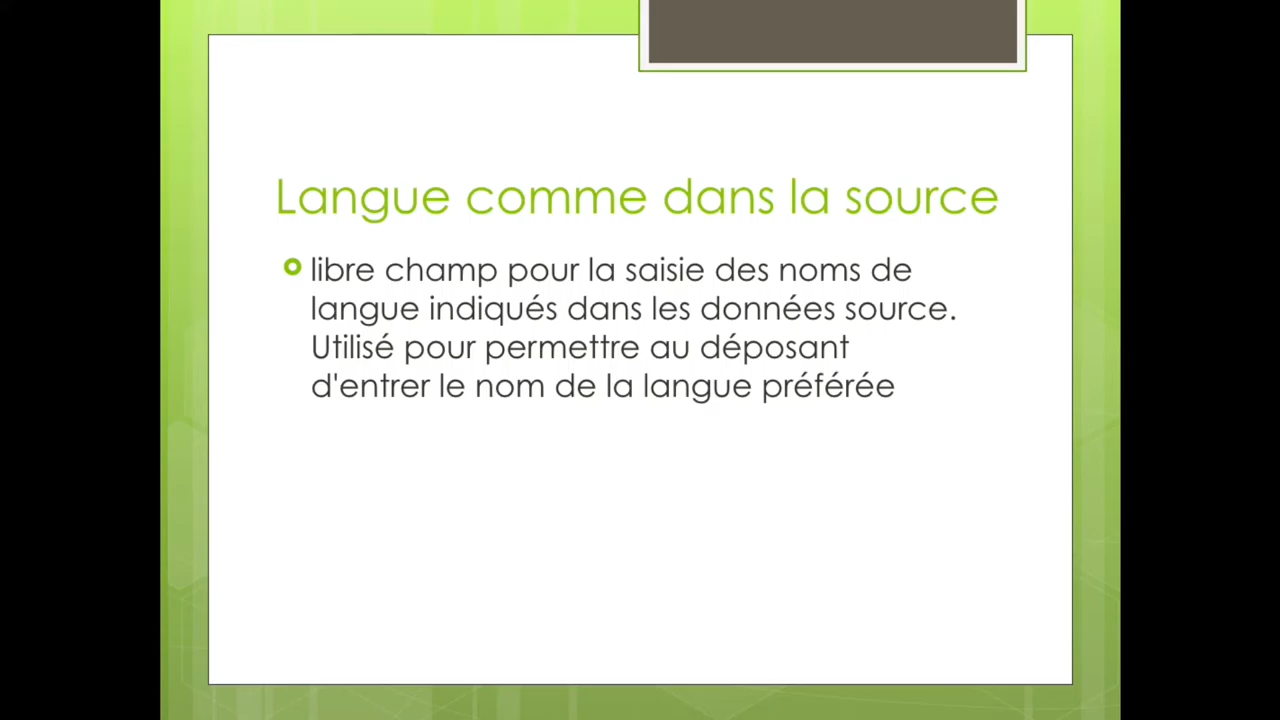 Langue comme dans la source
libre champ pour la saisie des noms de
langue indiqués dans les données source.
Utilisé pour permettre au déposant
d'entrer le nom de la langue préférée